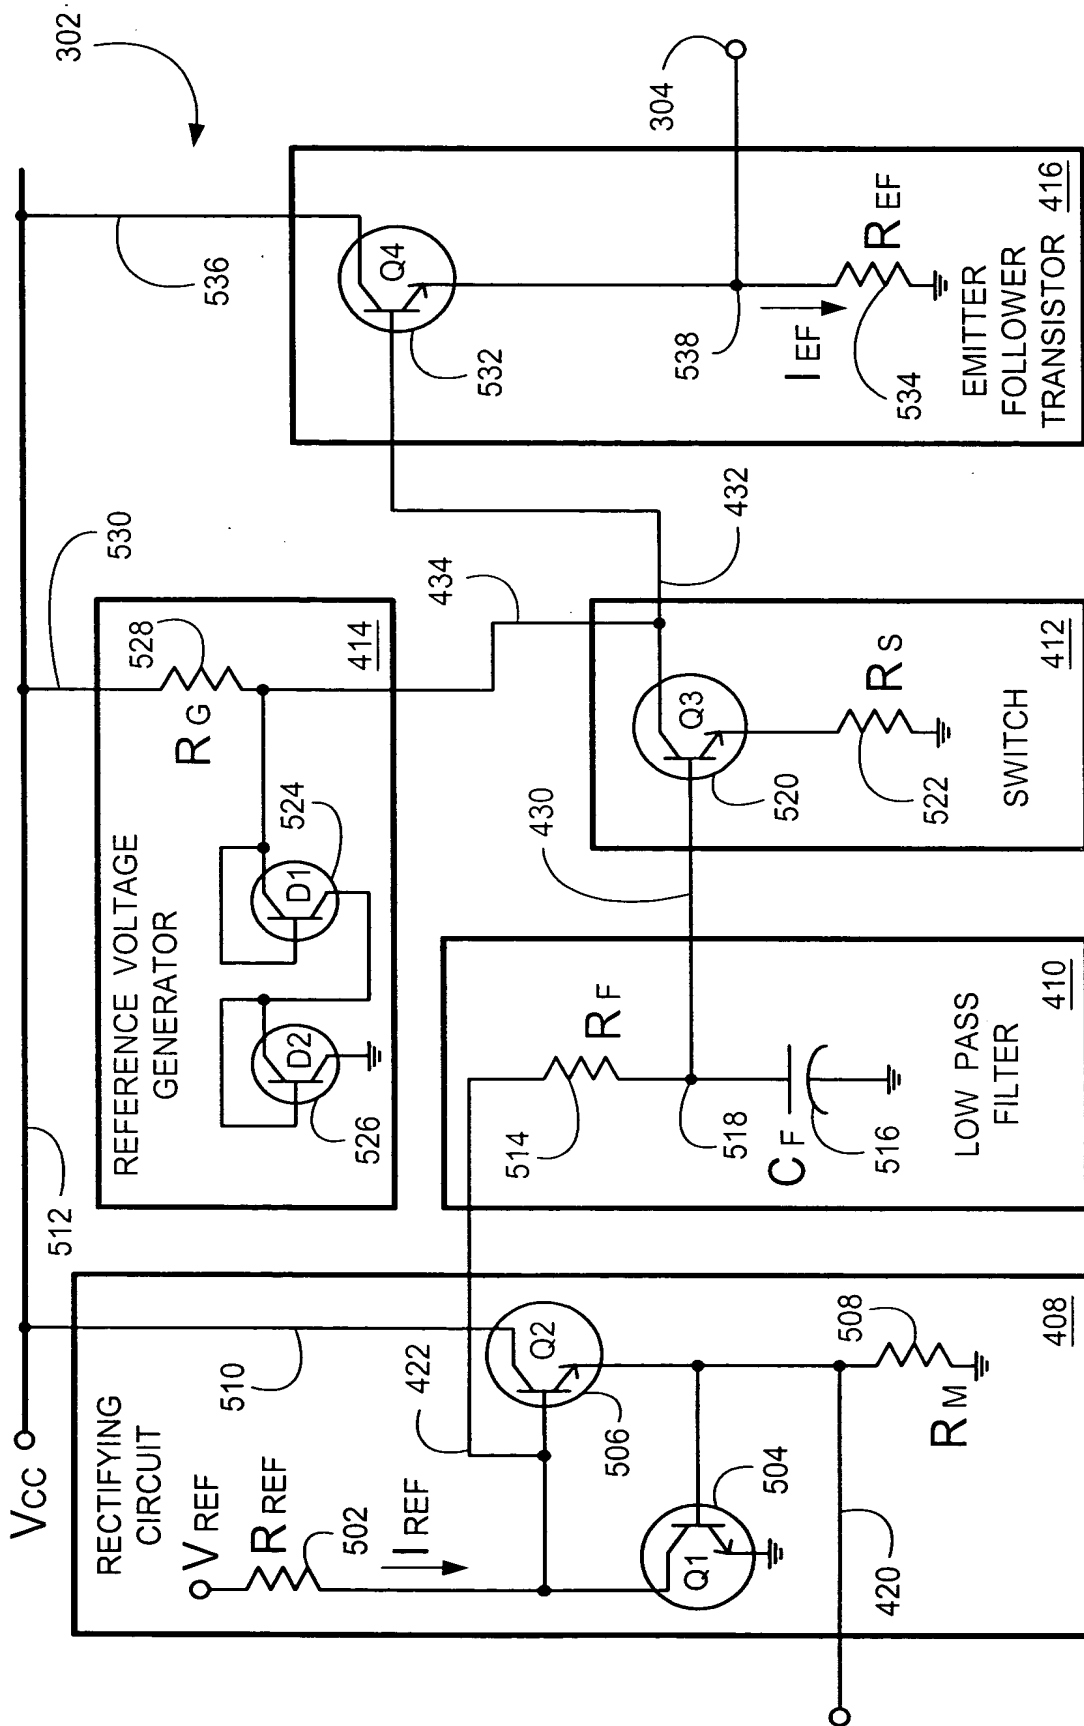 302
VCC
512
530
536
RECTIFYING
CIRCUIT
VREF
RREF
502
IREF
510
422
Q2
506
Q1
504
508
RM
420
408
REFERENCE VOLTAGE
GENERATOR
D2
526
D1
524
RG
528
414
514
RF
518
CF
516
LOW PASS
FILTER
410
430
434
432
Q3
520
522
RS
SWITCH
412
Q4
532
538
304
IEF
534
REF
EMITTER
FOLLOWER
TRANSISTOR
416